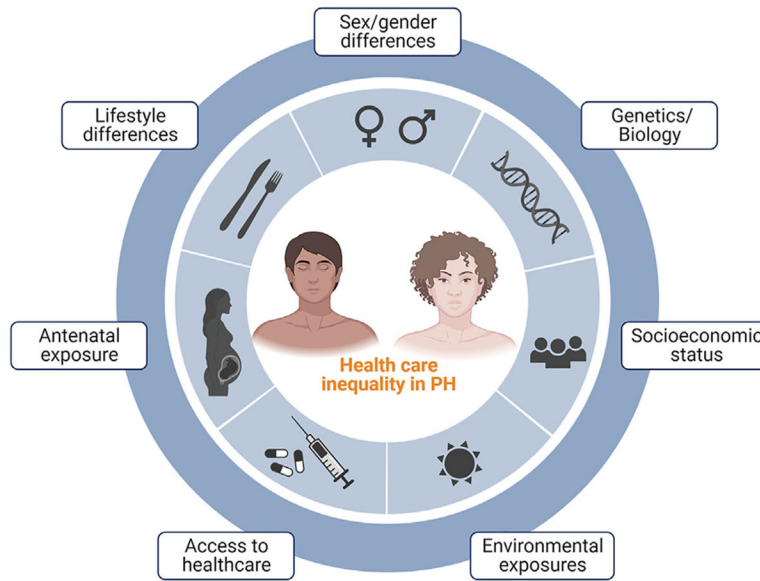 Sex/gender
differences
Lifestyle
differences
Genetics/
Biology
Antenatal
exposure
Socioeconomic
status
Health care
inequality in PH
Access to
healthcare
Environmental
exposures